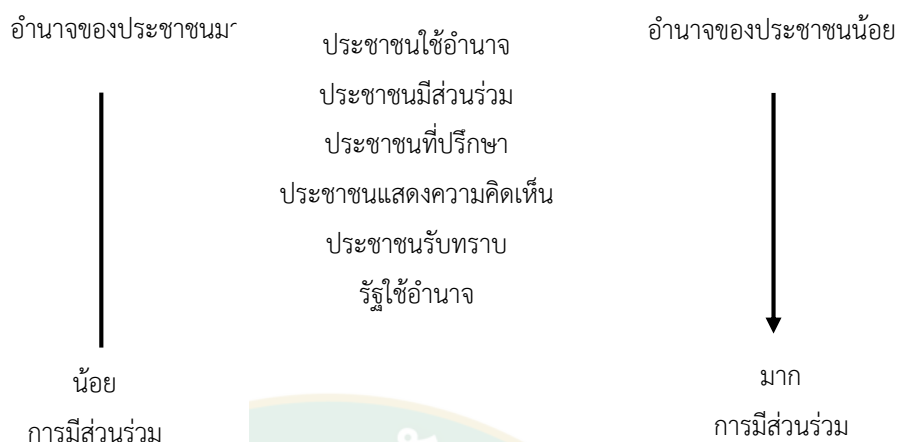 อำนาจของประชาชนมา
อำนาจของประชาชนน้อย
ประชาชนใช้อำนาจ
ประชาชนมีส่วนร่วม
ประชาชนที่ปรึกษา
ประชาชนแสดงความคิดเห็น
ประชาชนรับทราบ
รัฐใช้อำนาจ
น้อย
การมีส่วนร่วม
มาก
การมีส่วนร่วม